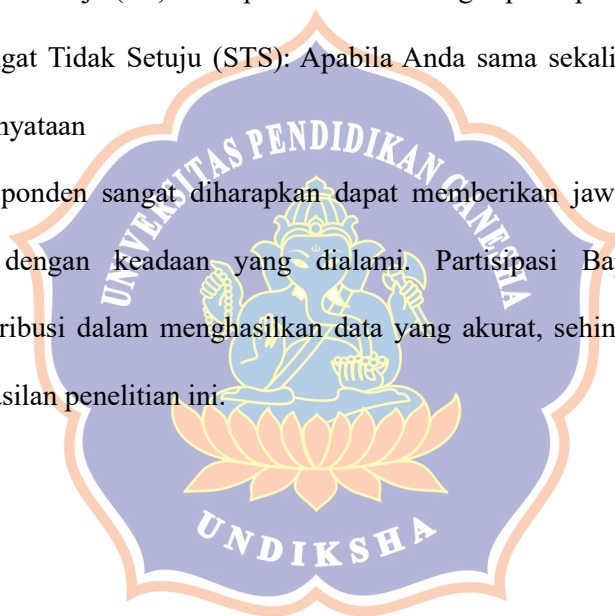 gat Tidak Setuju (STS): Apabila Anda sama sekali
nyataan
UNIVERSITAS PENDIDIKAN GANESHA
ponden sangat diharapkan dapat memberikan jaw
dengan keadaan yang dialami. Partisipasi Ba
ribusi dalam menghasilkan data yang akurat, sehin
asilan penelitian ini.
UNDIKSHA